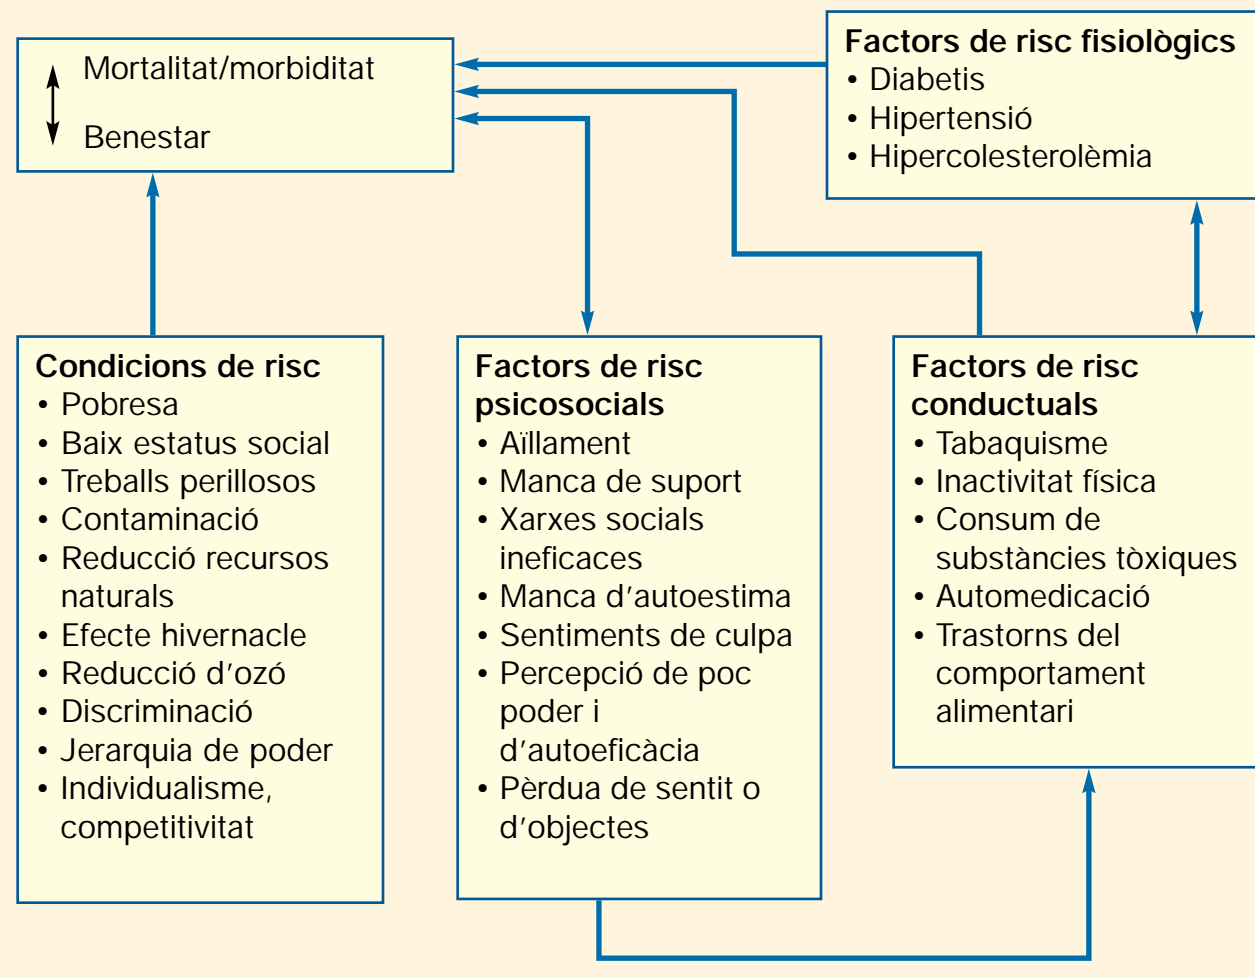 Mortalitat/morbiditat
Benestar
Factors de risc fisiològics
• Diabetis
• Hipertensió
• Hipercolesterolèmia
Condicions de risc
• Pobresa
• Baix estatus social
• Treballs perillosos
• Contaminació
• Reducció recursos
naturals
• Efecte hivernacle
• Reducció d’ozó
• Discriminació
• Jerarquia de poder
• Individualisme,
competitivitat
Factors de risc
psicosocials
• Aïllament
• Manca de suport
• Xarxes socials
ineficaces
• Manca d’autoestima
• Sentiments de culpa
• Percepció de poc
poder i
d’autoeficàcia
• Pèrdua de sentit o
d’objectes
Factors de risc
conductuals
• Tabaquisme
• Inactivitat física
• Consum de
substàncies tòxiques
• Automedicació
• Trastorns del
comportament
alimentari